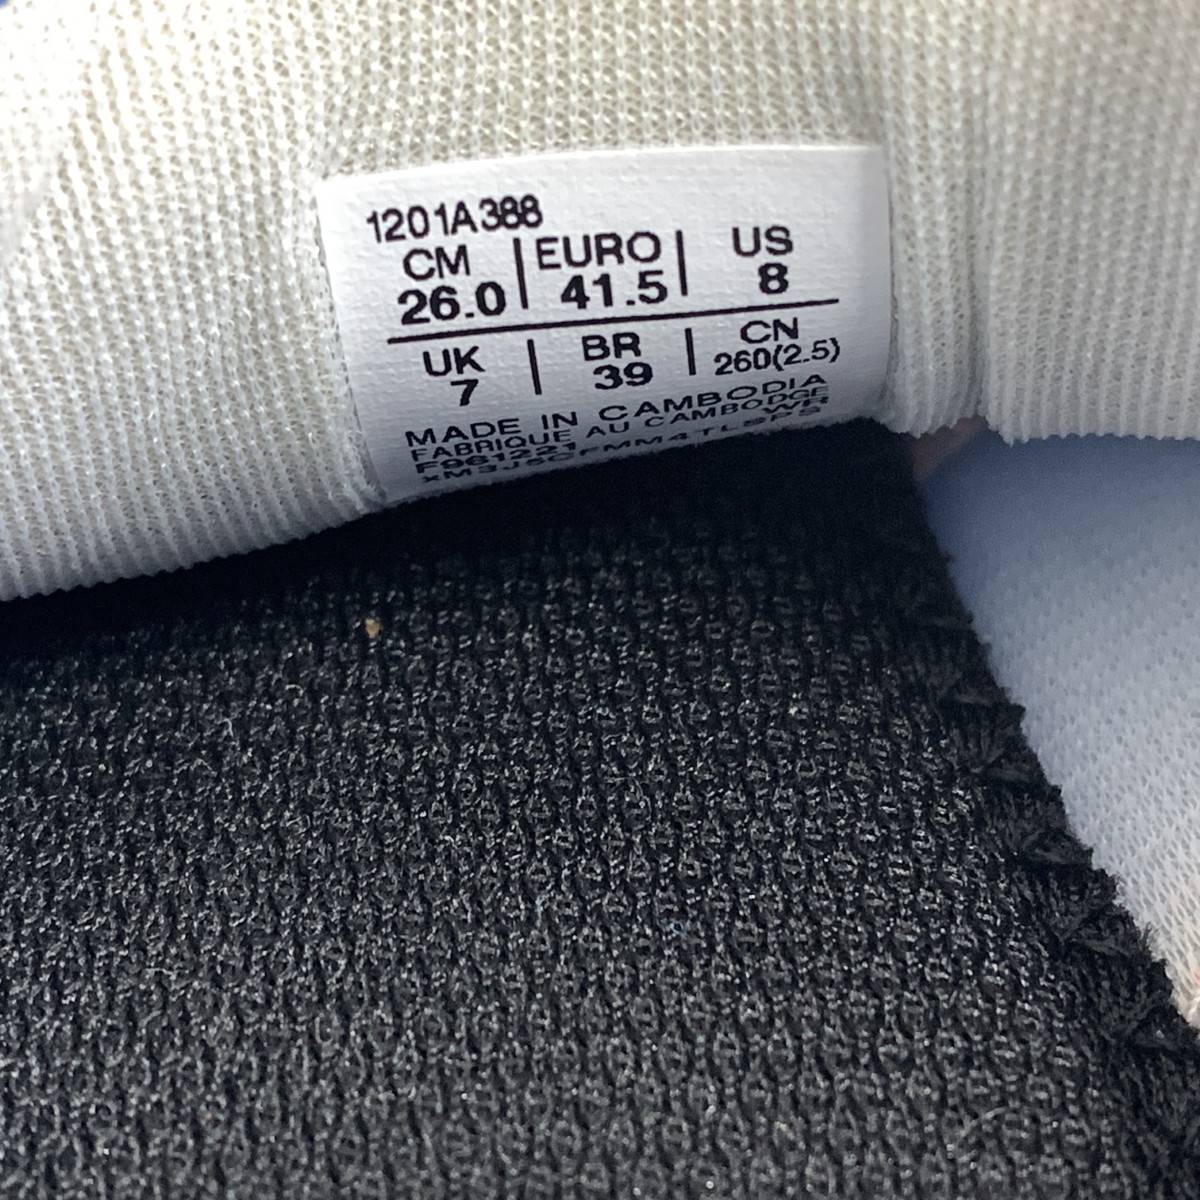 1201A388
CM | EURO | US
26.0 | 41.5 | 8
UK | BR | CN
7 | 39 | 260(2.5)
MADE IN CAMBODIA
FABRIQUE AU CAMBODGE
WR